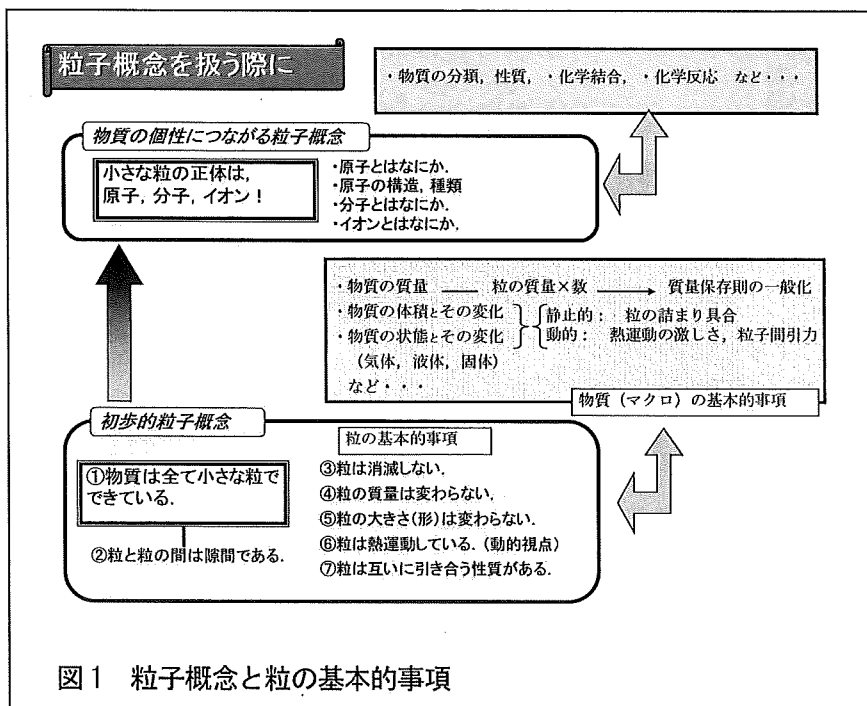 粒子概念を扱う際に
・物質の分類，性質，・化学結合，・化学反応　など・・・
物質の個性につながる粒子概念
小さな粒の正体は，
原子，分子，イオン！
・原子とはなにか．
・原子の構造，種類
・分子とはなにか．
・イオンとはなにか．
・物質の質量 ―― 粒の質量×数 ――→ 質量保存則の一般化
・物質の体積とその変化
・物質の状態とその変化
（気体，液体，固体）
など・・・
静止的： 粒の詰まり具合
動的： 熱運動の激しさ，粒子間引力
物質（マクロ）の基本的事項
初歩的粒子概念
①物質は全て小さな粒で
できている．
②粒と粒の間は隙間である．
粒の基本的事項
③粒は消滅しない．
④粒の質量は変わらない．
⑤粒の大きさ（形）は変わらない．
⑥粒は熱運動している．（動的視点）
⑦粒は互いに引き合う性質がある．
図１　粒子概念と粒の基本的事項